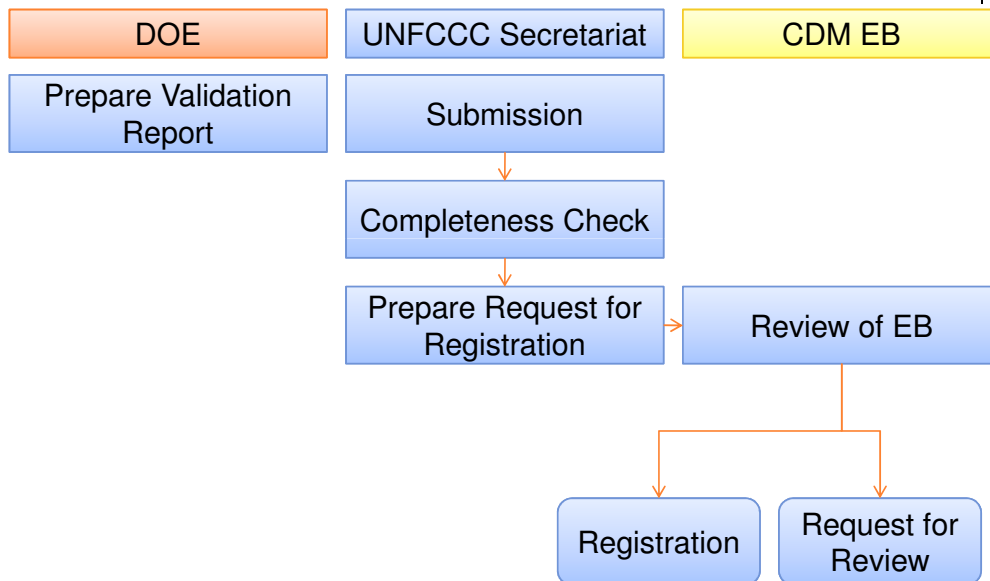 DOE
UNFCCC Secretariat
CDM EB
Prepare Validation
Report
Submission
Completeness Check
Prepare Request for
Registration
Review of EB
Registration
Request for
Review